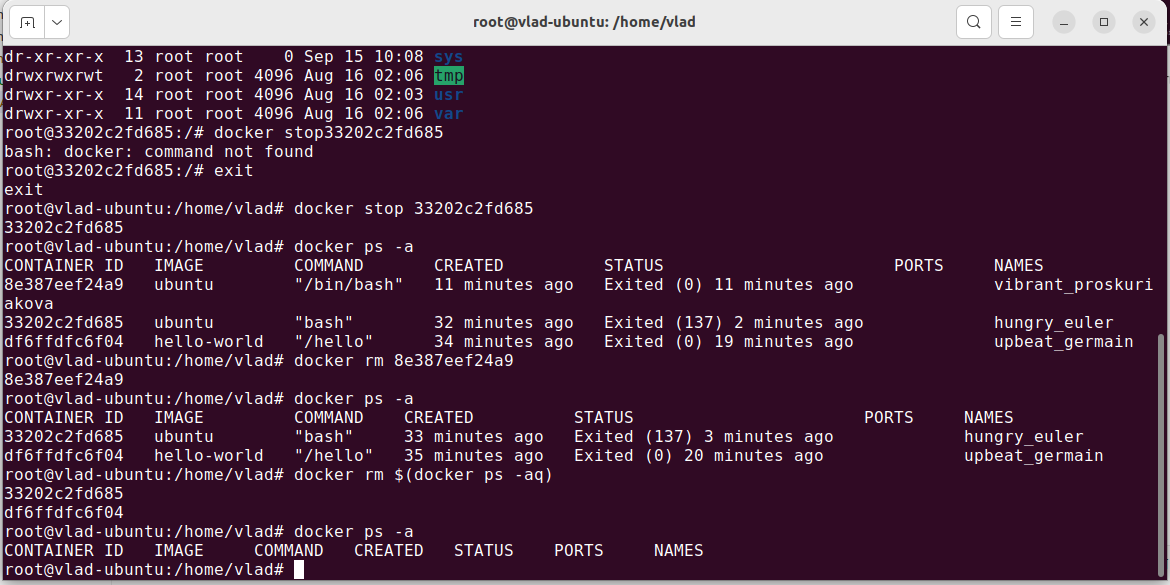 root@vlad-ubuntu: /home/vlad
dr-xr-xr-x  13 root root    0 Sep 15 10:08 sys
drwxrwxrwt   2 root root 4096 Aug 16 02:06 tmp
drwxr-xr-x  14 root root 4096 Aug 16 02:03 usr
drwxr-xr-x  11 root root 4096 Aug 16 02:06 var
root@33202c2fd685:/# docker stop33202c2fd685
bash: docker: command not found
root@33202c2fd685:/# exit
exit
root@vlad-ubuntu:/home/vlad# docker stop 33202c2fd685
33202c2fd685
root@vlad-ubuntu:/home/vlad# docker ps -a
CONTAINER ID   IMAGE         COMMAND       CREATED          STATUS                       PORTS     NAMES
8e387eef24a9   ubuntu        "/bin/bash"   11 minutes ago   Exited (0) 11 minutes ago              vibrant_proskuri
akova
33202c2fd685   ubuntu        "bash"        32 minutes ago   Exited (137) 2 minutes ago             hungry_euler
df6ffdfc6f04   hello-world   "/hello"      34 minutes ago   Exited (0) 19 minutes ago              upbeat_germain
root@vlad-ubuntu:/home/vlad# docker rm 8e387eef24a9
8e387eef24a9
root@vlad-ubuntu:/home/vlad# docker ps -a
CONTAINER ID   IMAGE         COMMAND    CREATED          STATUS                       PORTS     NAMES
33202c2fd685   ubuntu        "bash"     33 minutes ago   Exited (137) 3 minutes ago             hungry_euler
df6ffdfc6f04   hello-world   "/hello"   35 minutes ago   Exited (0) 20 minutes ago              upbeat_germain
root@vlad-ubuntu:/home/vlad# docker rm $(docker ps -aq)
33202c2fd685
df6ffdfc6f04
root@vlad-ubuntu:/home/vlad# docker ps -a
CONTAINER ID   IMAGE     COMMAND   CREATED   STATUS    PORTS     NAMES
root@vlad-ubuntu:/home/vlad#